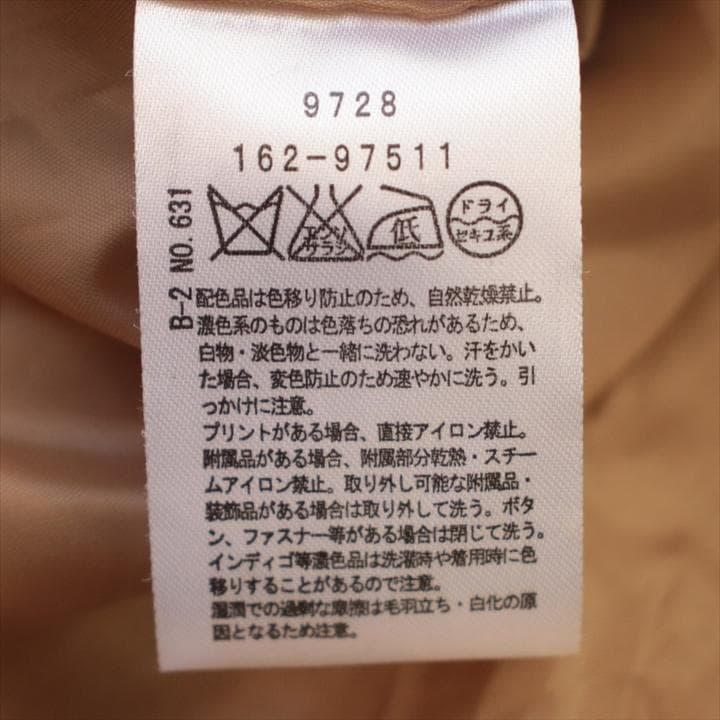 9728
162-97511
B-2 NO.631
エンソ
サラシ
低
ドライ
セキユ系
配色品は色移り防止のため、自然乾燥禁止。
濃色系のものは色落ちの恐れがあるため、
白物・淡色物と一緒に洗わない。汗をかい
た場合、変色防止のため速やかに洗う。引
っかけに注意。
プリントがある場合、直接アイロン禁止。
附属品がある場合、附属部分乾熱・スチー
ムアイロン禁止。取り外し可能な附属品・
装飾品がある場合は取り外して洗う。ボタ
ン、ファスナー等がある場合は閉じて洗う。
インディゴ等濃色品は洗濯時や着用時に色
移りすることがあるので注意。
湿潤での過剰な摩擦は毛羽立ち・白化の原
因となるため注意。